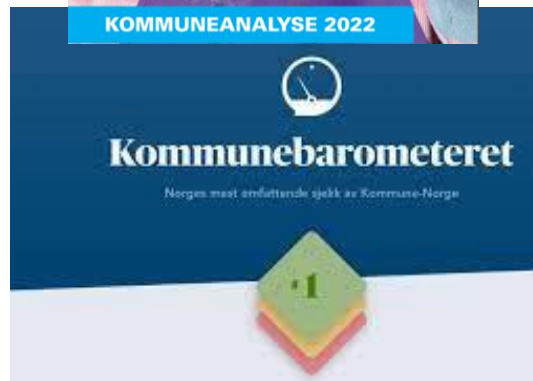 KOMMUNEANALYSE 2022
Kommunebarometeret
Norges mest omfattende sjekk av Kommune-Norge
#1